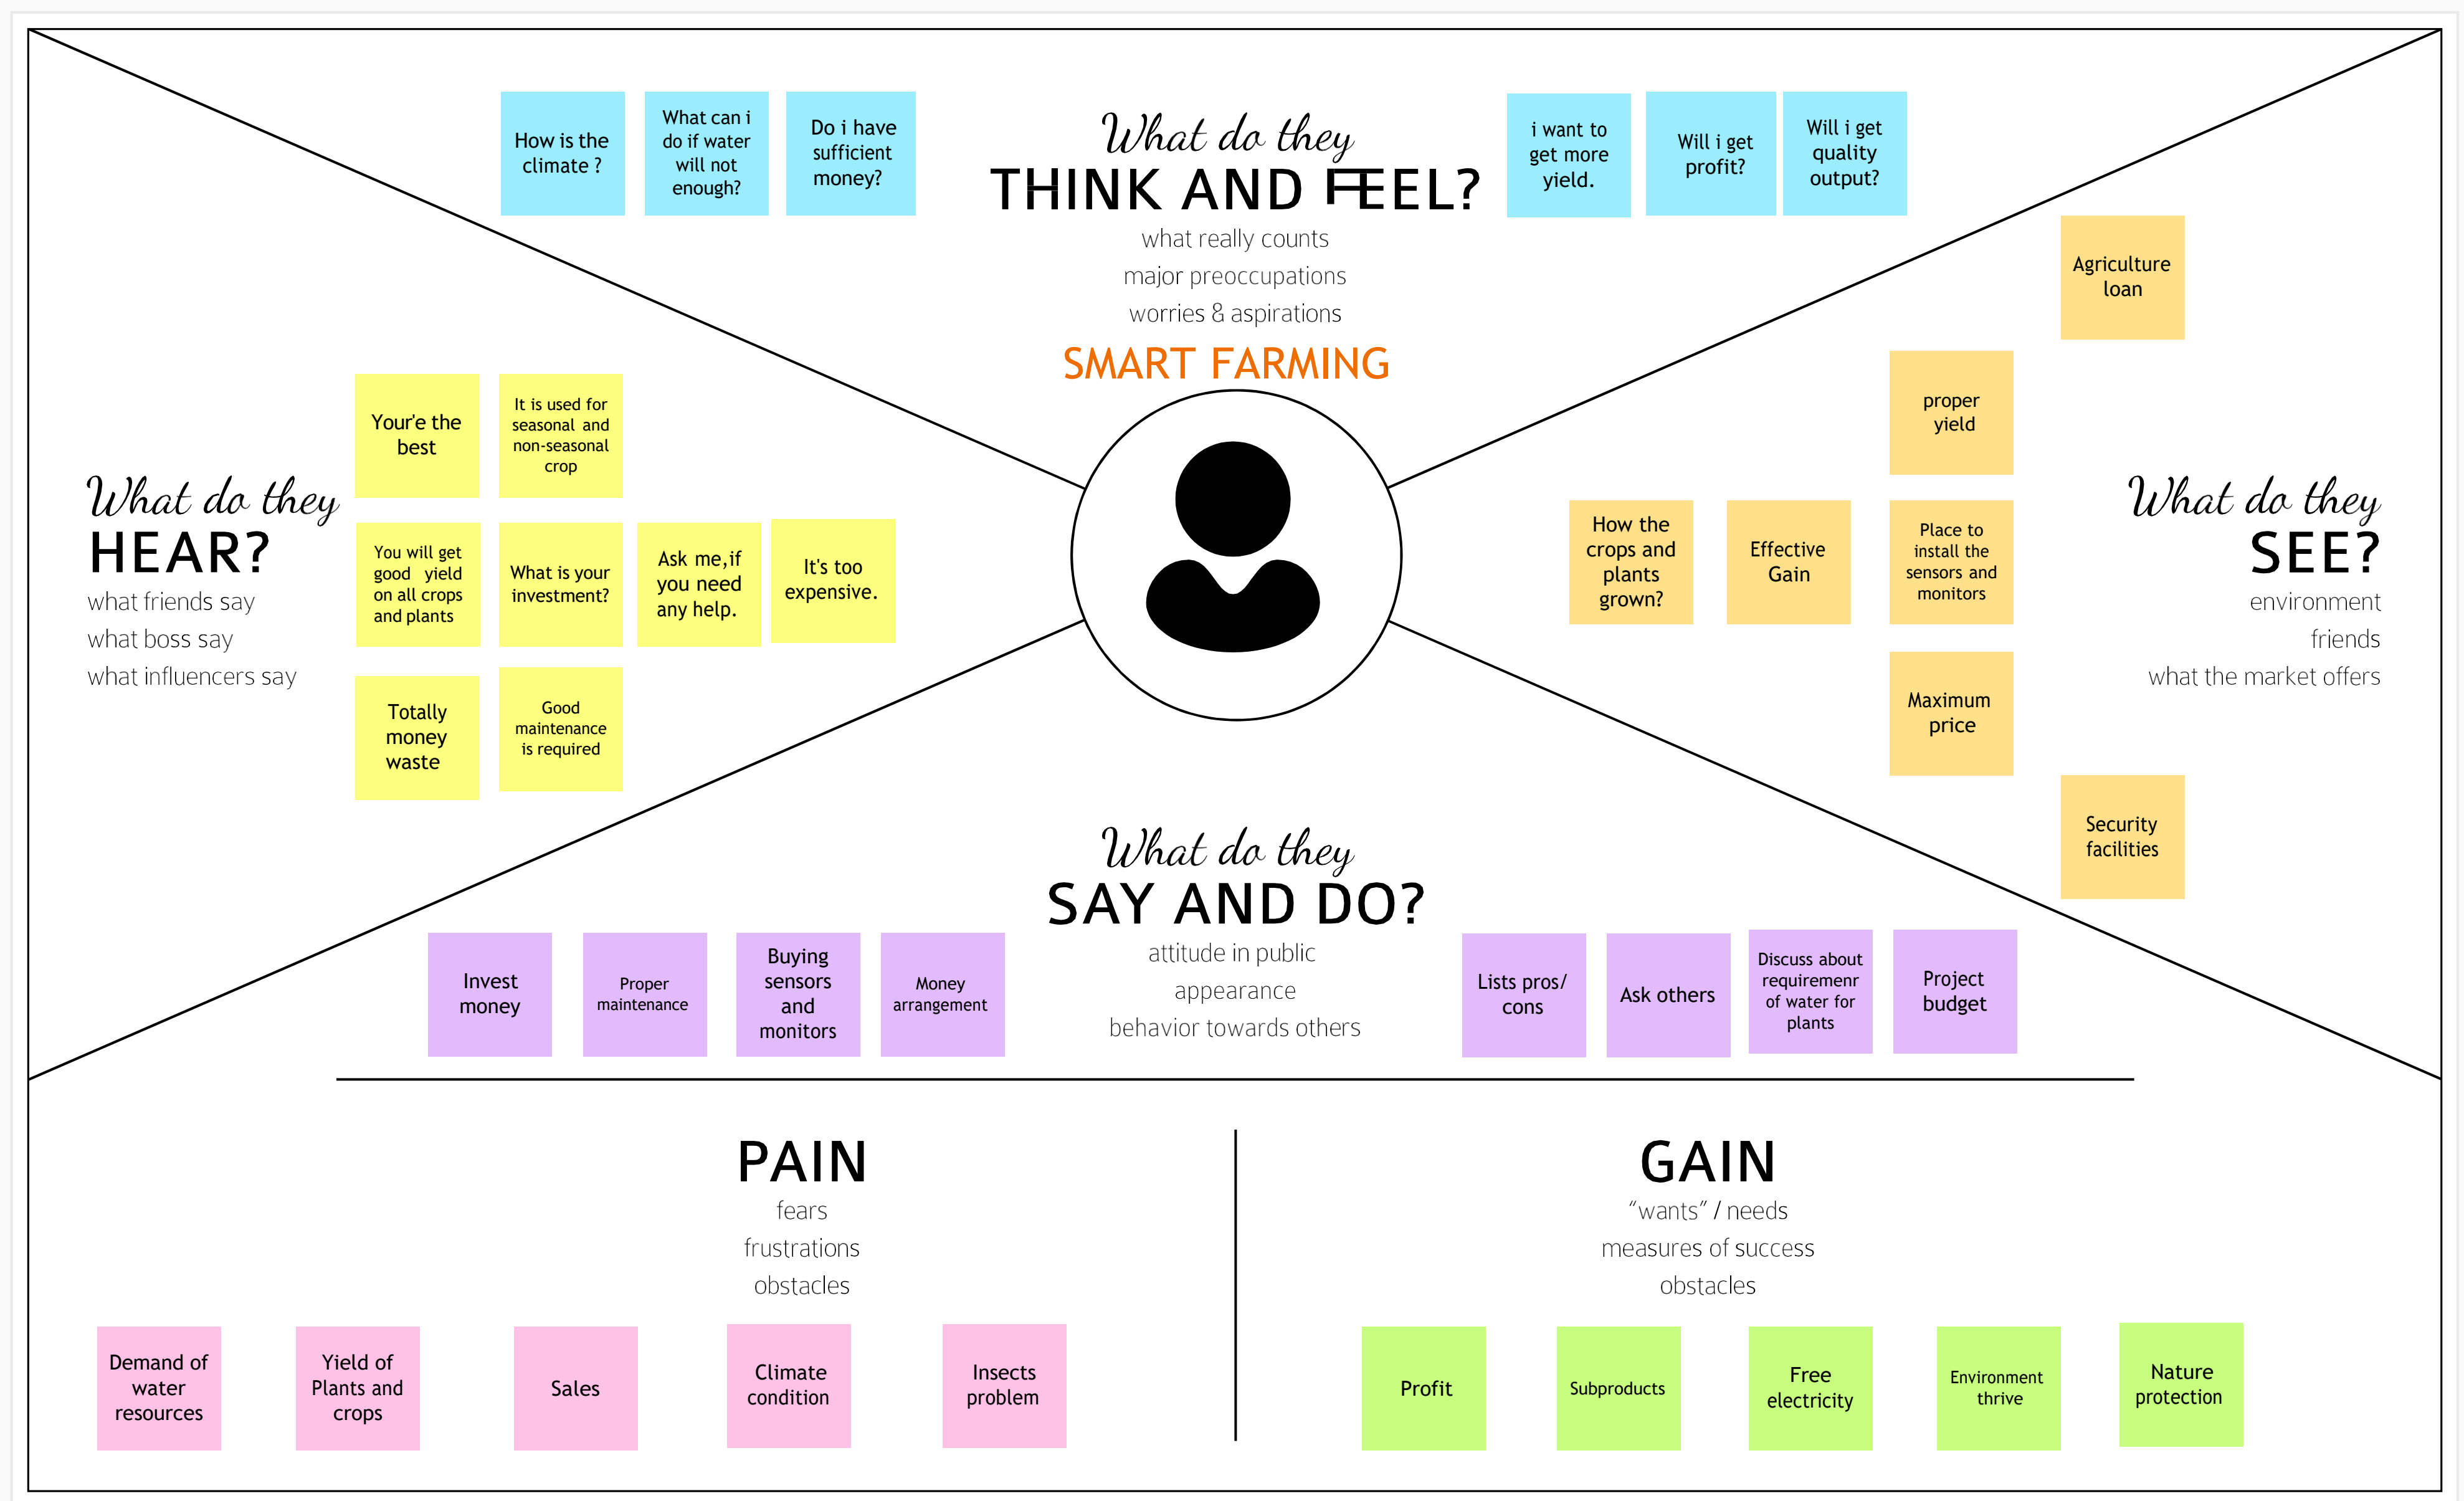 How is the
climate ?
What can i
do if water
will not
enough?
Do i have
sufficient
money?
What do they
THINK AND FEEL?
what really counts
major preoccupations
worries & aspirations
SMART FARMING
i want to
get more
yield.
Will i get
profit?
Will i get
quality
output?
What do they
HEAR?
what friends say
what boss say
what influencers say
Your'e the
best
It is used for
seasonal and
non-seasonal
crop
You will get
good yield
on all crops
and plants
What is your
investment?
Ask me,if
you need
any help.
It's too
expensive.
Totally
money
waste
Good
maintenance
is required
Agriculture
loan
proper
yield
How the
crops and
plants
grown?
Effective
Gain
Place to
install the
sensors and
monitors
Maximum
price
Security
facilities
What do they
SEE?
environment
friends
what the market offers
What do they
SAY AND DO?
attitude in public
appearance
behavior towards others
Invest
money
Proper
maintenance
Buying
sensors
and
monitors
Money
arrangement
Lists pros/
cons
Ask others
Discuss about
requiremenr
of water for
plants
Project
budget
PAIN
fears
frustrations
obstacles
Demand of
water
resources
Yield of
Plants and
crops
Sales
Climate
condition
Insects
problem
GAIN
“wants” / needs
measures of success
obstacles
Profit
Subproducts
Free
electricity
Environment
thrive
Nature
protection